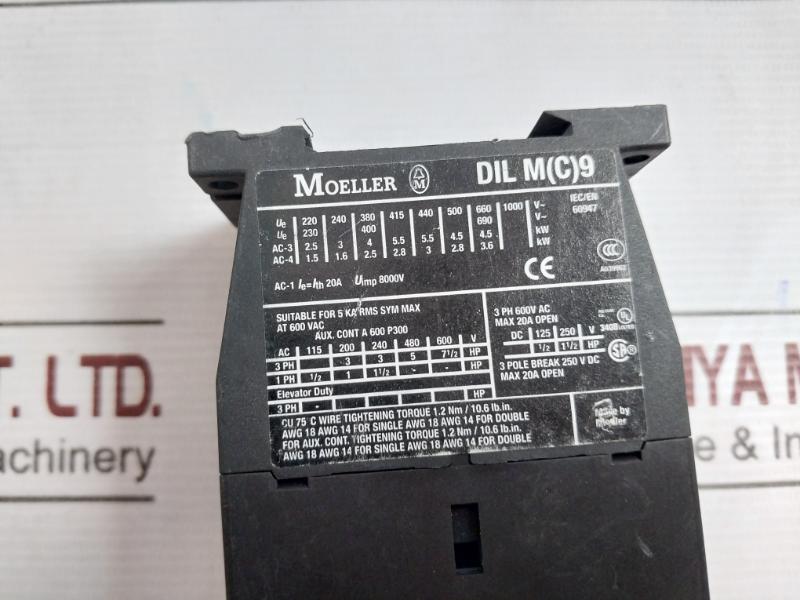 MOELLER M DIL M(C)9
Ue 220 240 380 415 440 500 660 1000 V~ IEC/EN
Ue 230 400 690 V~ 60947
AC-3 2.5 3 4 5.5 5.5 4.5 4.5 kW
AC-4 1.5 1.6 2.5 2.8 3 2.8 3.6 kW
CCC
AC-1 Ie=Ith 20A Uimp 8000V CE
SUITABLE FOR 5 KA RMS SYM MAX
AT 600 VAC
AUX. CONT A 600 P300
AC 115 200 240 480 600 V
3 PH - 3 3 5 7 1/2 HP
1 PH 1/2 1 1 1/2 - - HP
Elevator Duty HP
3 PH - - - -
3 PH 600V AC
MAX 20A OPEN
UL
LISTED
DC 125 250 V
1/2 1 1/2 HP
SA
3 POLE BREAK 250 V DC
MAX 20A OPEN
CU 75 C WIRE TIGHTENING TORQUE 1.2 Nm / 10.6 lb.in.
AWG 18 AWG 14 FOR SINGLE AWG 18 AWG 14 FOR DOUBLE
FOR AUX. CONT. TIGHTENING TORQUE 1.2 Nm / 10.6 lb.in.
AWG 18 AWG 14 FOR SINGLE AWG 18 AWG 14 FOR DOUBLE
Made by
Moeller
T. LTD.
achinery
YA M
e & In